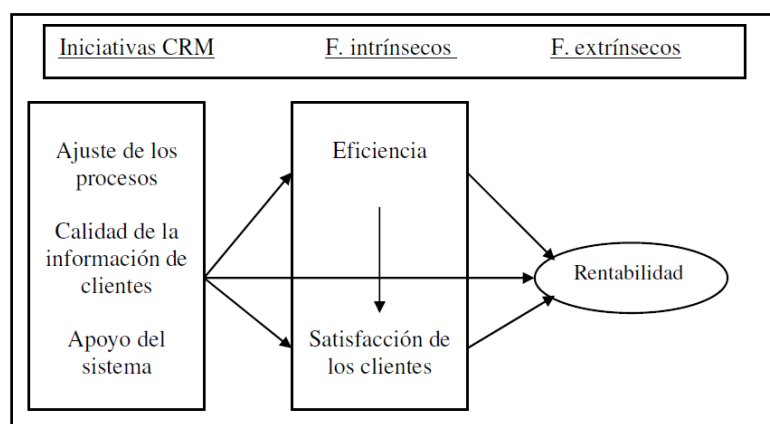 Iniciativas CRM
F. intrínsecos
F. extrínsecos
Ajuste de los
procesos
Calidad de la
información de
clientes
Apoyo del
sistema
Eficiencia
Satisfacción de
los clientes
Rentabilidad